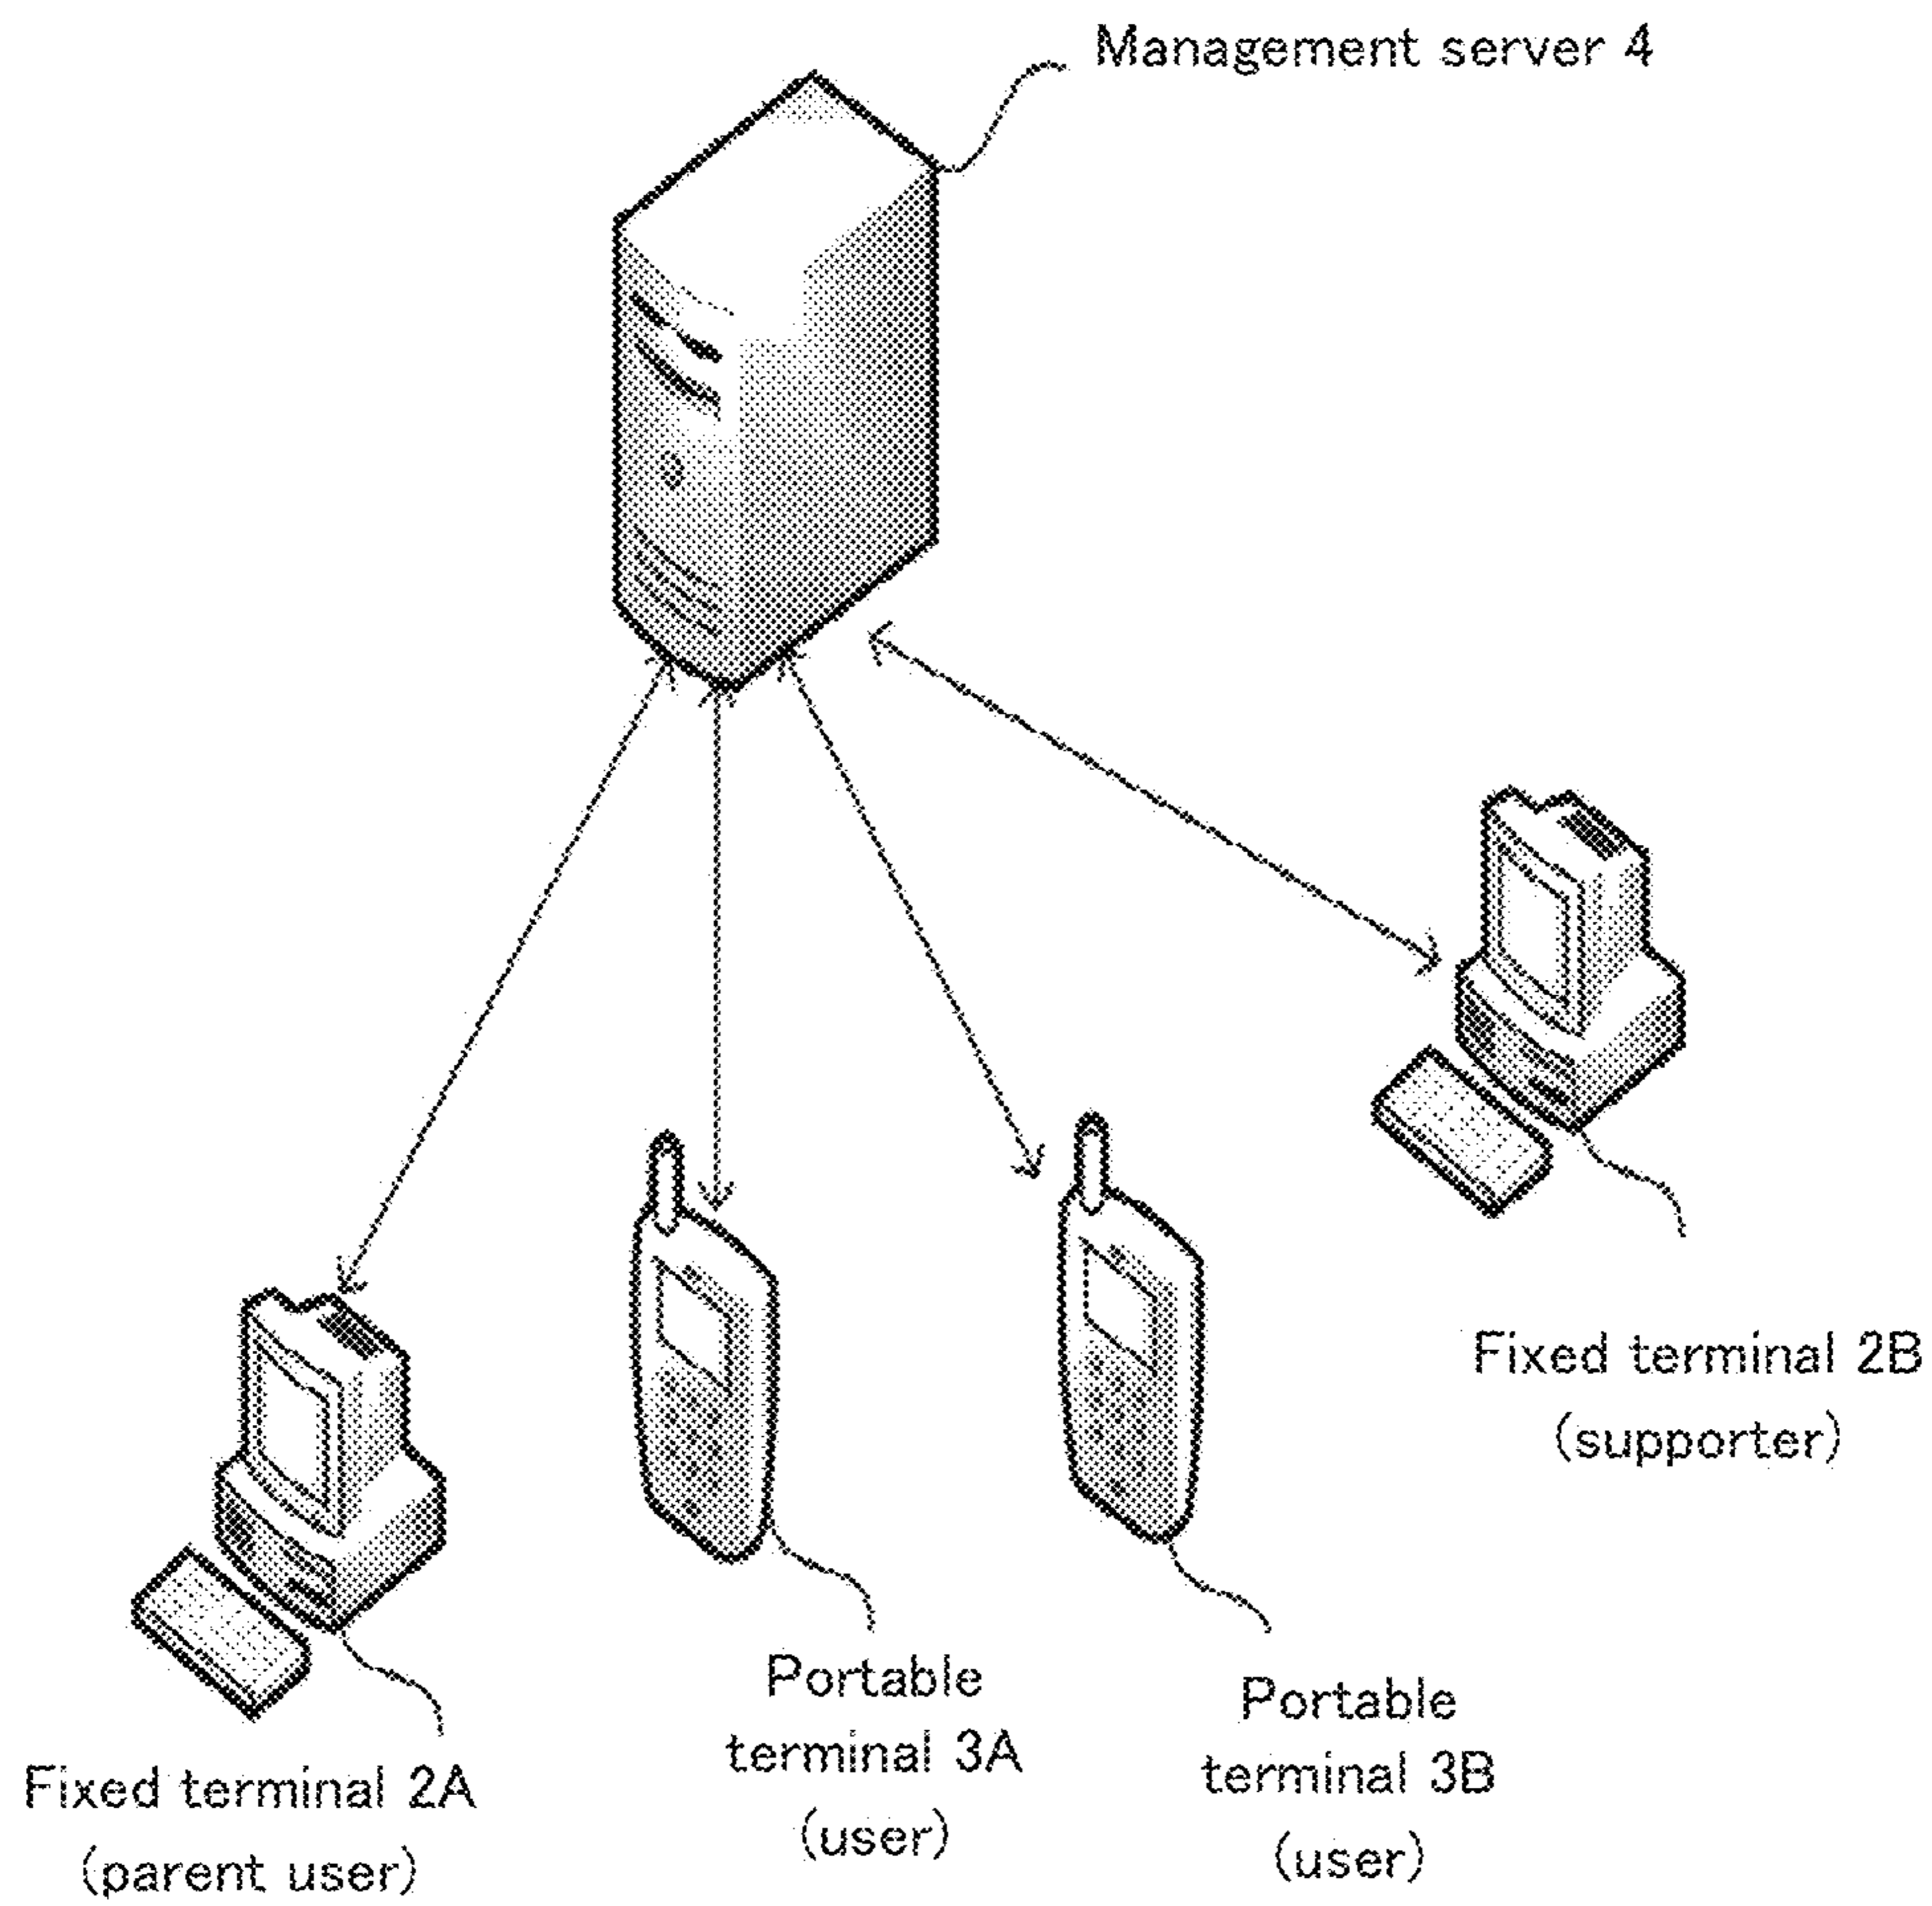 Management server 4
Fixed terminal 2B
(supporter)
Portable
terminal 3A
(user)
Portable
terminal 3B
(user)
Fixed terminal 2A
(parent user)